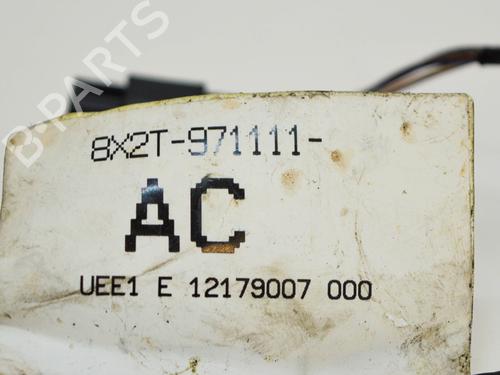 B-PARTS
8X2T-971111-
AC
UEE1 E 12179007 000